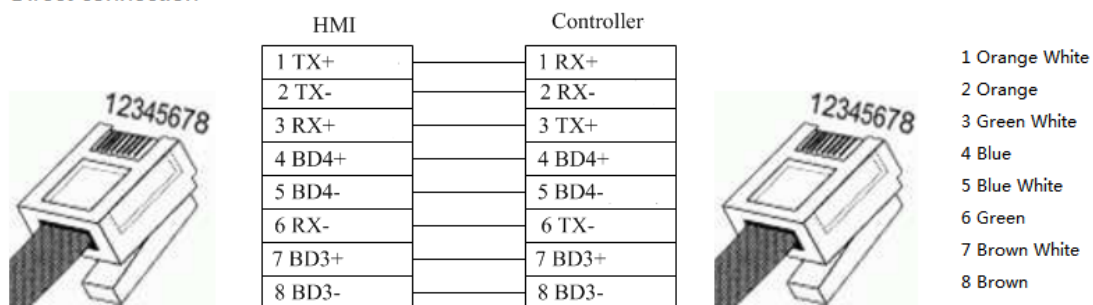 HMI
Controller
1 TX+
1 RX+
1 Orange White
2 TX-
2 RX-
2 Orange
12345678
12345678
3 RX+
3 TX+
3 Green White
4 BD4+
4 BD4+
4 Blue
5 BD4-
5 BD4-
5 Blue White
6 RX-
6 TX-
6 Green
7 BD3+
7 BD3+
7 Brown White
8 BD3-
8 BD3-
8 Brown